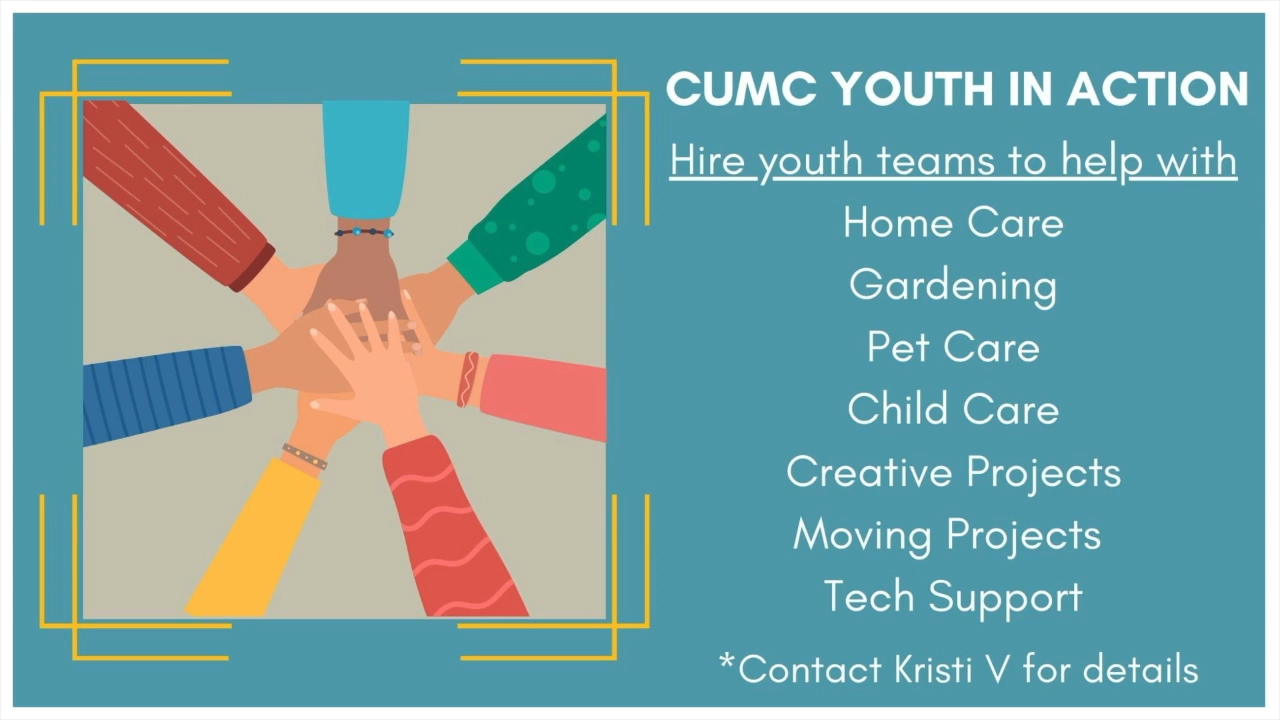 CUMC YOUTH IN ACTION
Hire youth teams to help with
Home Care
Gardening
Pet Care
Child Care
Creative Projects
Moving Projects
Tech Support
*Contact Kristi V for details